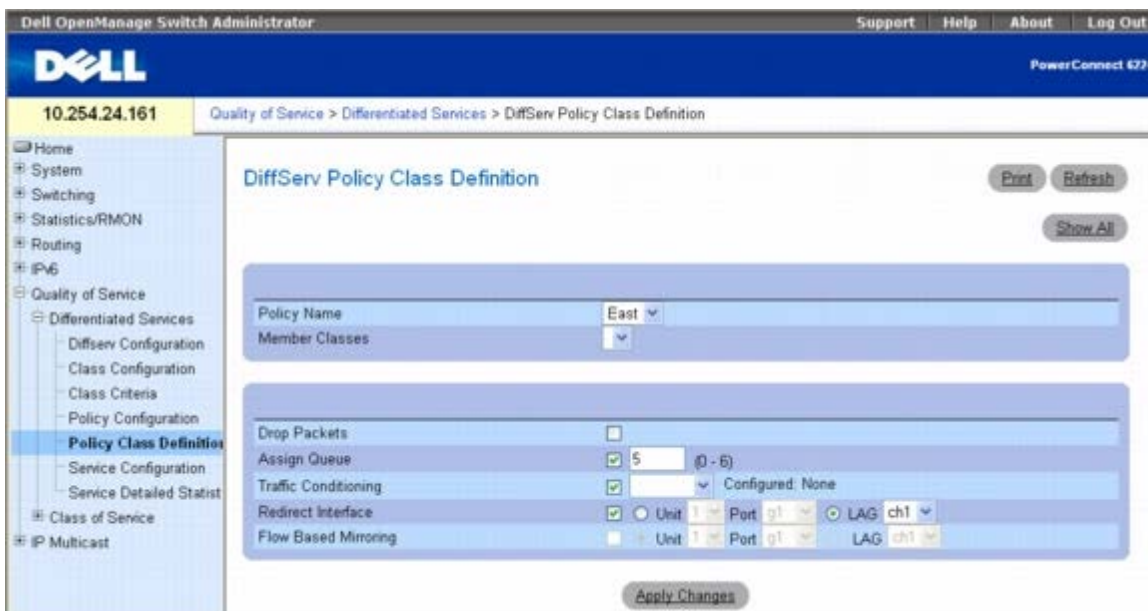 Dell OpenManage Switch Administrator
Support Help About Log Out
DELL
PowerConnect 622
10.254.24.161
Quality of Service > Differentiated Services > DiffServ Policy Class Definition
Home
System
Switching
Statistics/RMON
Routing
IPv6
Quality of Service
Differentiated Services
Diffserv Configuration
Class Configuration
Class Criteria
Policy Configuration
Policy Class Definition
Service Configuration
Service Detailed Statist
Class of Service
IP Multicast
DiffServ Policy Class Definition
Print Refresh
Show All
Policy Name East
Member Classes
Drop Packets
Assign Queue 5 (0 - 6)
Traffic Conditioning Configured: None
Redirect Interface Unit 1 Port g1 LAG ch1
Flow Based Mirroring Unit 1 Port g1 LAG ch1
Apply Changes